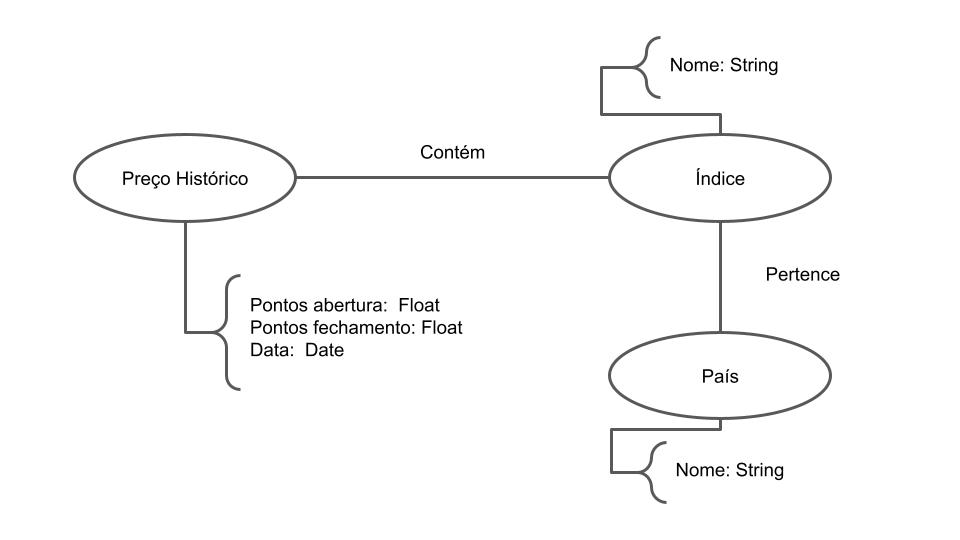 Nome: String
Contém
Preço Histórico
Índice
Pertence
Pontos abertura:  Float
Pontos fechamento: Float
Data:  Date
País
Nome: String